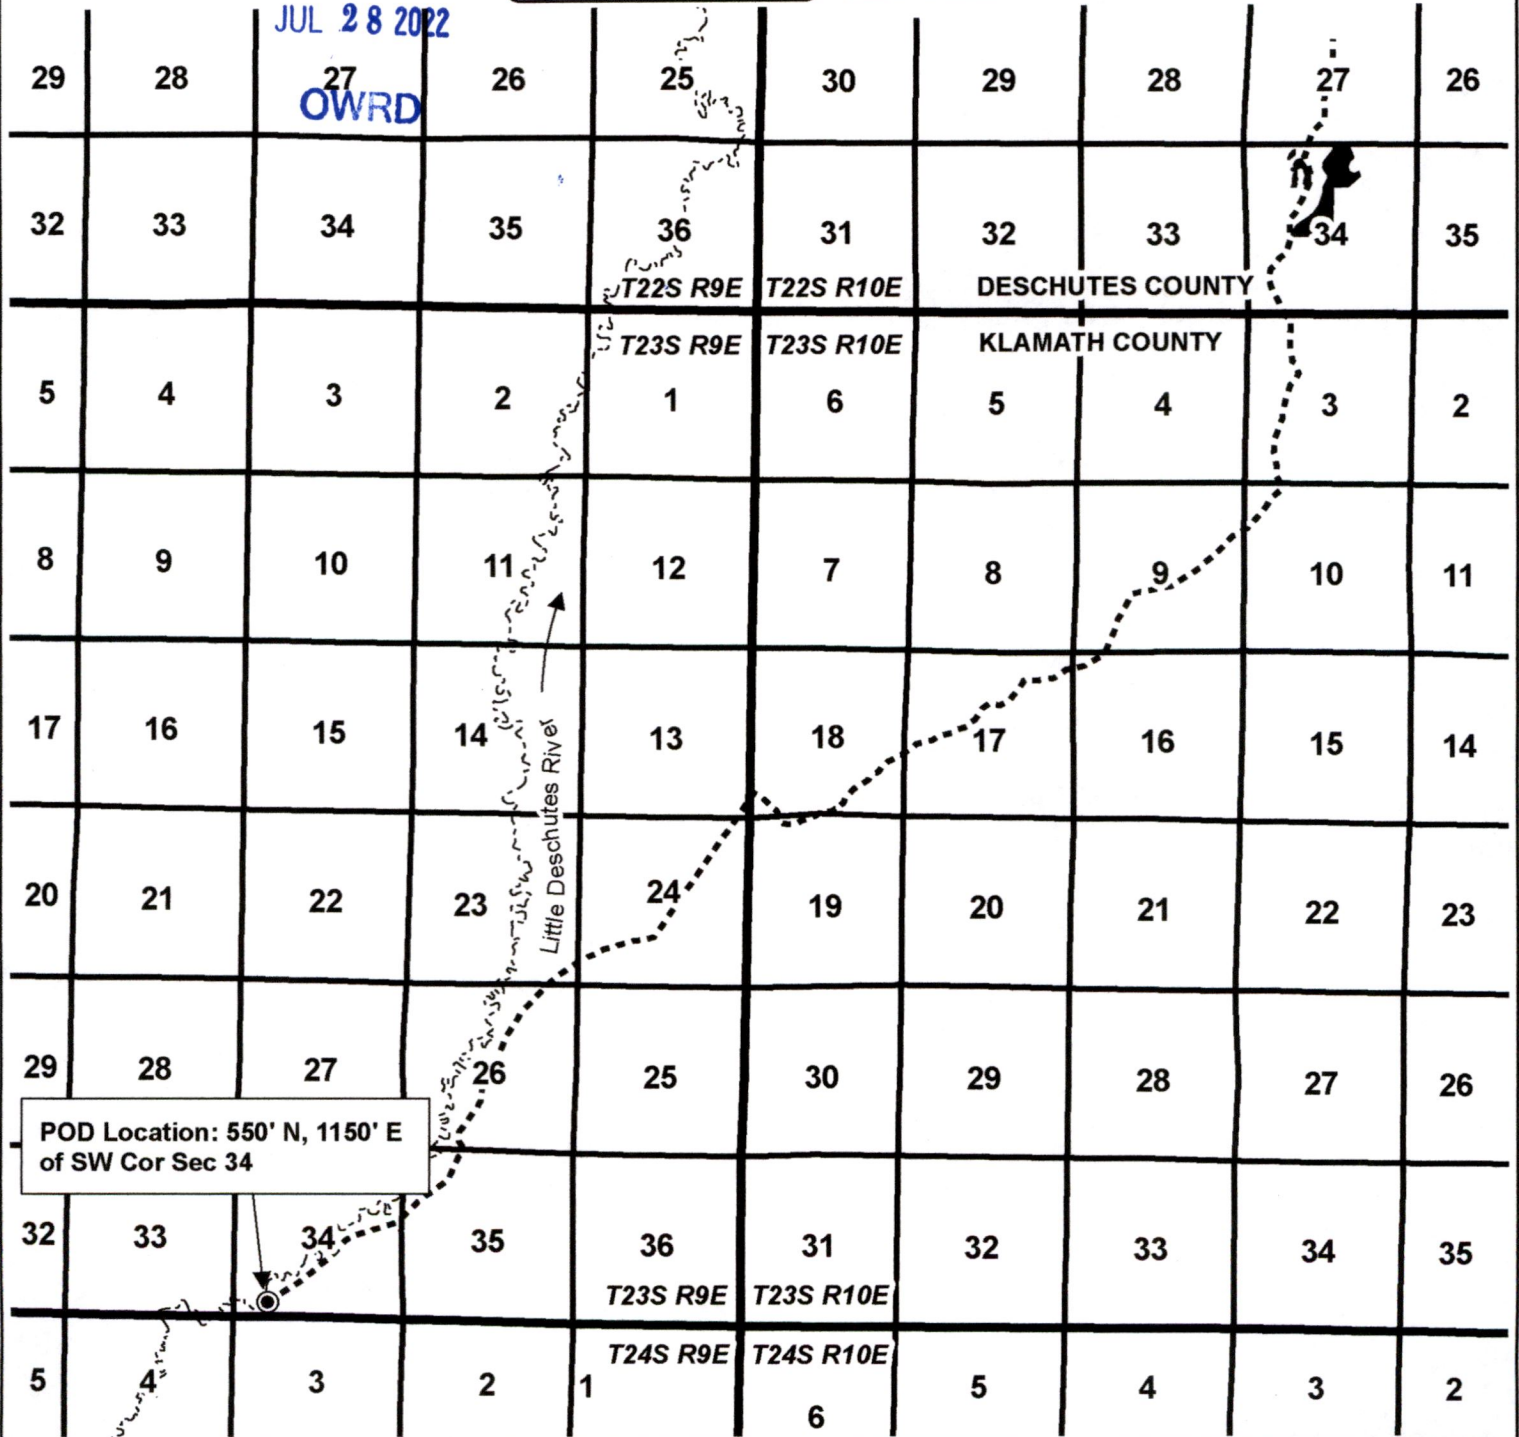 JUL 28 2022
29 28 27 26 25 30 29 28 27 26
OWRD
32 33 34 35 36 31 32 33 34 35
T22S R9E T22S R10E DESCHUTES COUNTY
T23S R9E T23S R10E KLAMATH COUNTY
5 4 3 2 1 6 5 4 3 2
8 9 10 11 12 7 8 9 10 11
17 16 15 14 13 18 17 16 15 14
Little Deschutes River
20 21 22 23 24 19 20 21 22 23
29 28 27 26 25 30 29 28 27 26
POD Location: 550' N, 1150' E
of SW Cor Sec 34
32 33 34 35 36 31 32 33 34 35
T23S R9E T23S R10E
T24S R9E T24S R10E
5 4 3 2 1 6 5 4 3 2